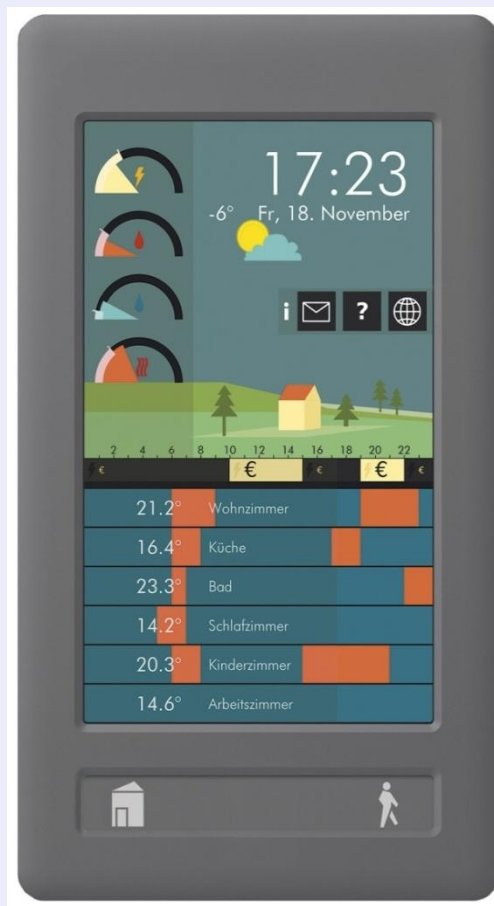 17:23
-6° Fr, 18. November
i ?
2 4 6 8 10 12 14 16 18 20 22
€ € € € €
21.2° Wohnzimmer
16.4° Küche
23.3° Bad
14.2° Schlafzimmer
20.3° Kinderzimmer
14.6° Arbeitszimmer